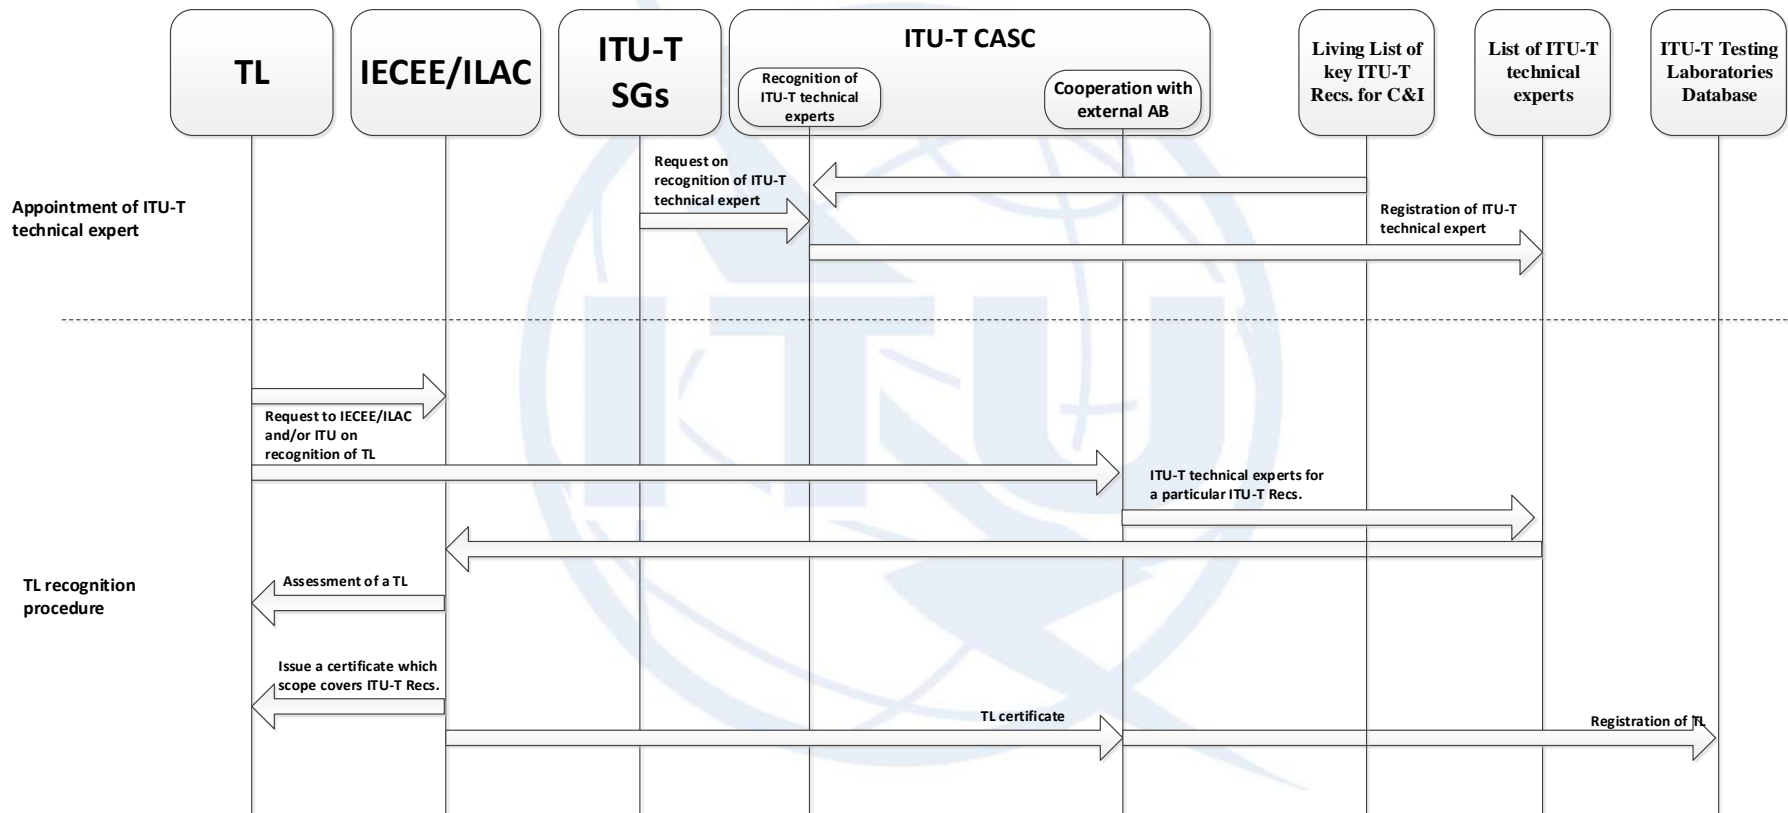 TL
IECEE/ILAC
ITU-T
SGs
ITU-T CASC
Recognition of
ITU-T technical
experts
Cooperation with
external AB
Living List of
key ITU-T
Recs. for C&I
List of ITU-T
technical
experts
ITU-T Testing
Laboratories
Database
Appointment of ITU-T
technical expert
Request on
recognition of ITU-T
technical expert
Registration of ITU-T
technical expert
ITU
Request to IECEE/ILAC
and/or ITU on
recognition of TL
ITU-T technical experts for
a particular ITU-T Recs.
TL recognition
procedure
Assessment of a TL
Issue a certificate which
scope covers ITU-T Recs.
TL certificate
Registration of TL